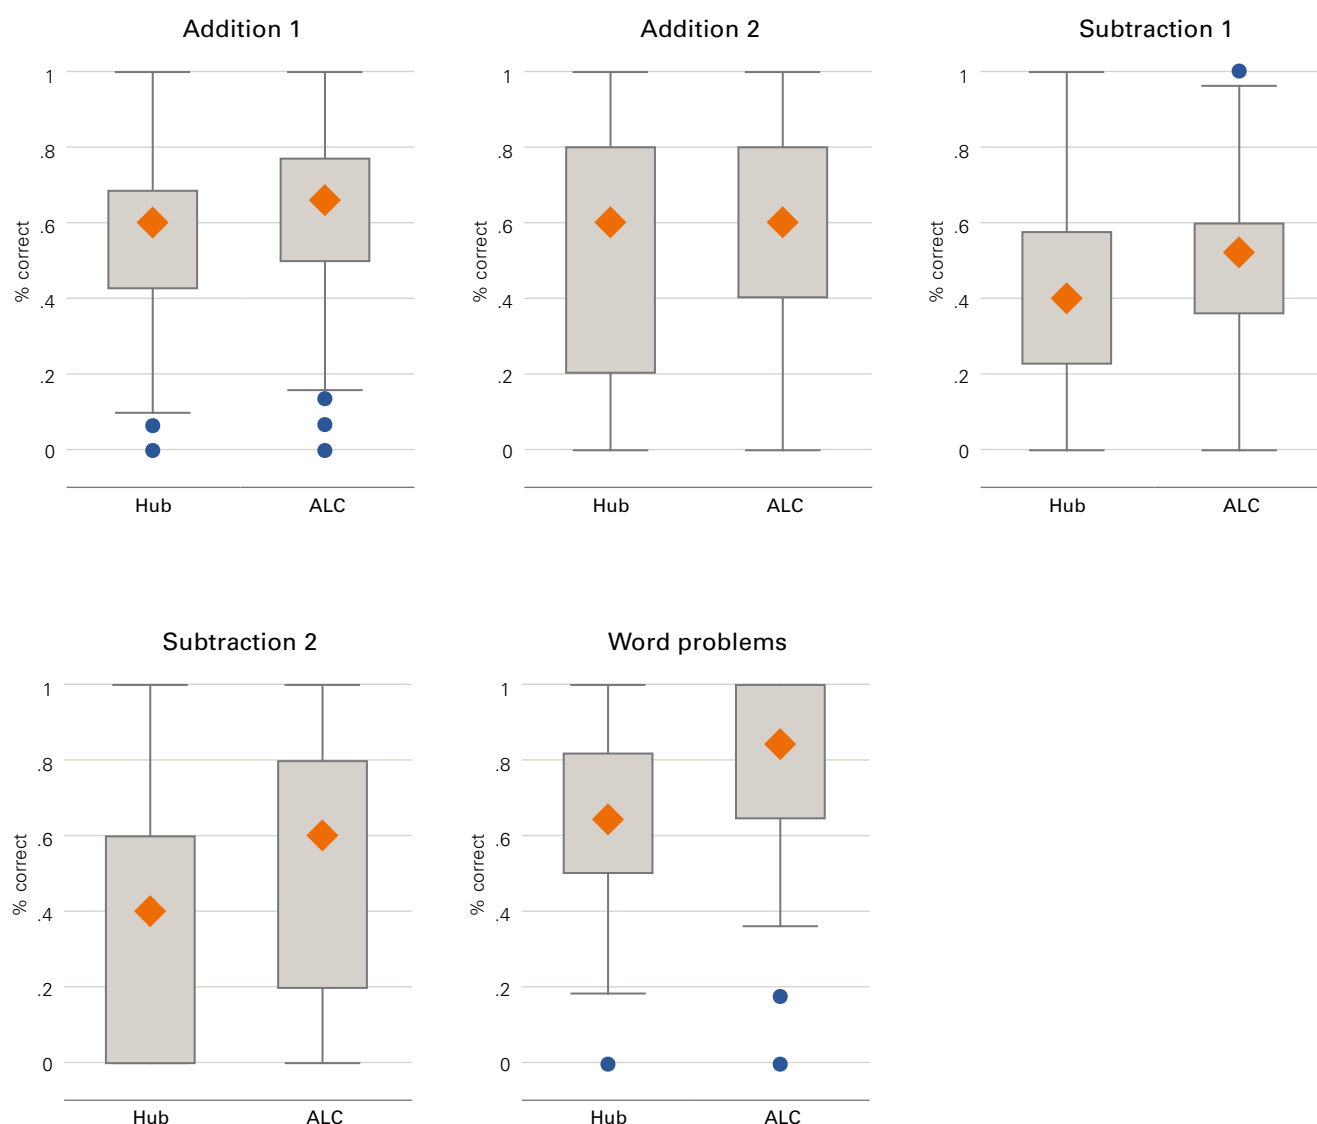 Addition 1
1
.8
.6
.4
.2
0
% correct
Hub ALC
Addition 2
1
.8
.6
.4
.2
0
% correct
Hub ALC
Subtraction 1
1
.8
.6
.4
.2
0
% correct
Hub ALC
Subtraction 2
1
.8
.6
.4
.2
0
% correct
Hub ALC
Word problems
1
.8
.6
.4
.2
0
% correct
Hub ALC